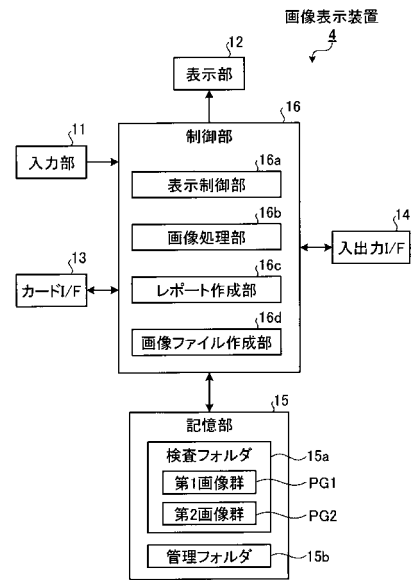 画像表示装置
4
12
表示部
11
入力部
16
制御部
16a
表示制御部
16b
画像処理部
16c
レポート作成部
16d
画像ファイル作成部
13
カードI/F
14
入出力I/F
15
記憶部
15a
検査フォルダ
第1画像群
PG1
第2画像群
PG2
管理フォルダ
15b